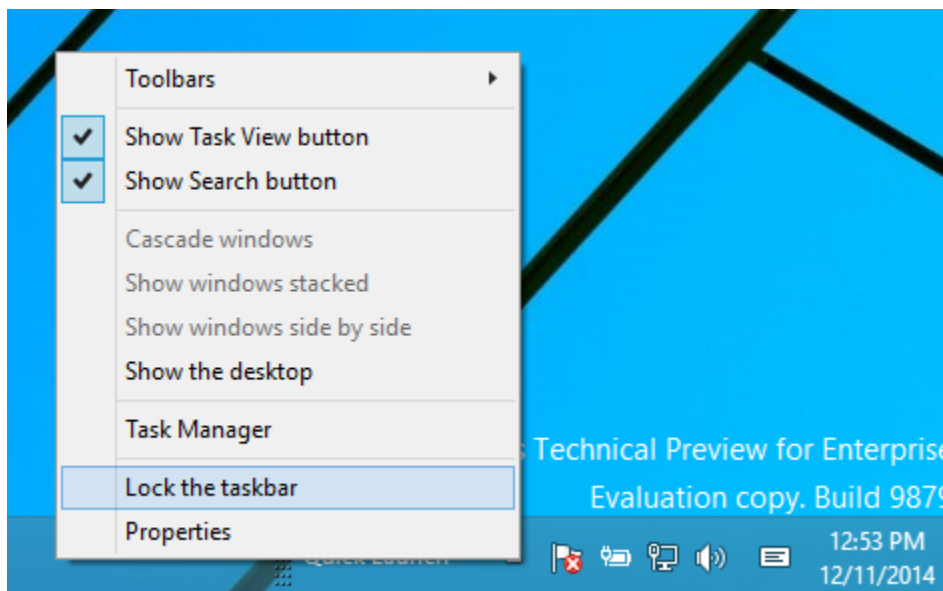 Toolbars
Show Task View button
Show Search button
Cascade windows
Show windows stacked
Show windows side by side
Show the desktop
Task Manager
Lock the taskbar
Properties
Technical Preview for Enterprise
Evaluation copy. Build 9879
Quick Launch
12:53 PM
12/11/2014